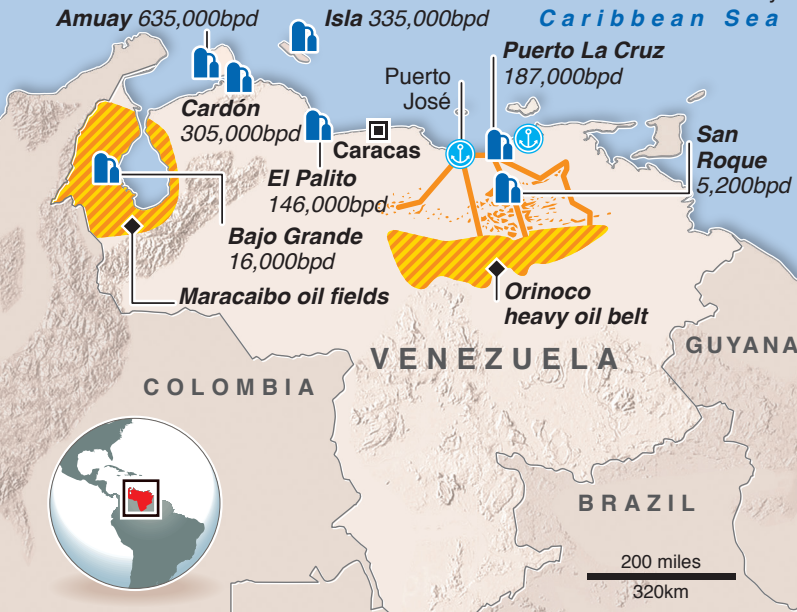 Amuay 635,000bpd
Isla 335,000bpd
Caribbean Sea
Puerto La Cruz
187,000bpd
Puerto
José
Cardón
305,000bpd
Caracas
San
Roque
5,200bpd
El Palito
146,000bpd
Bajo Grande
16,000bpd
Maracaibo oil fields
Orinoco
heavy oil belt
VENEZUELA
GUYANA
COLOMBIA
BRAZIL
200 miles
320km